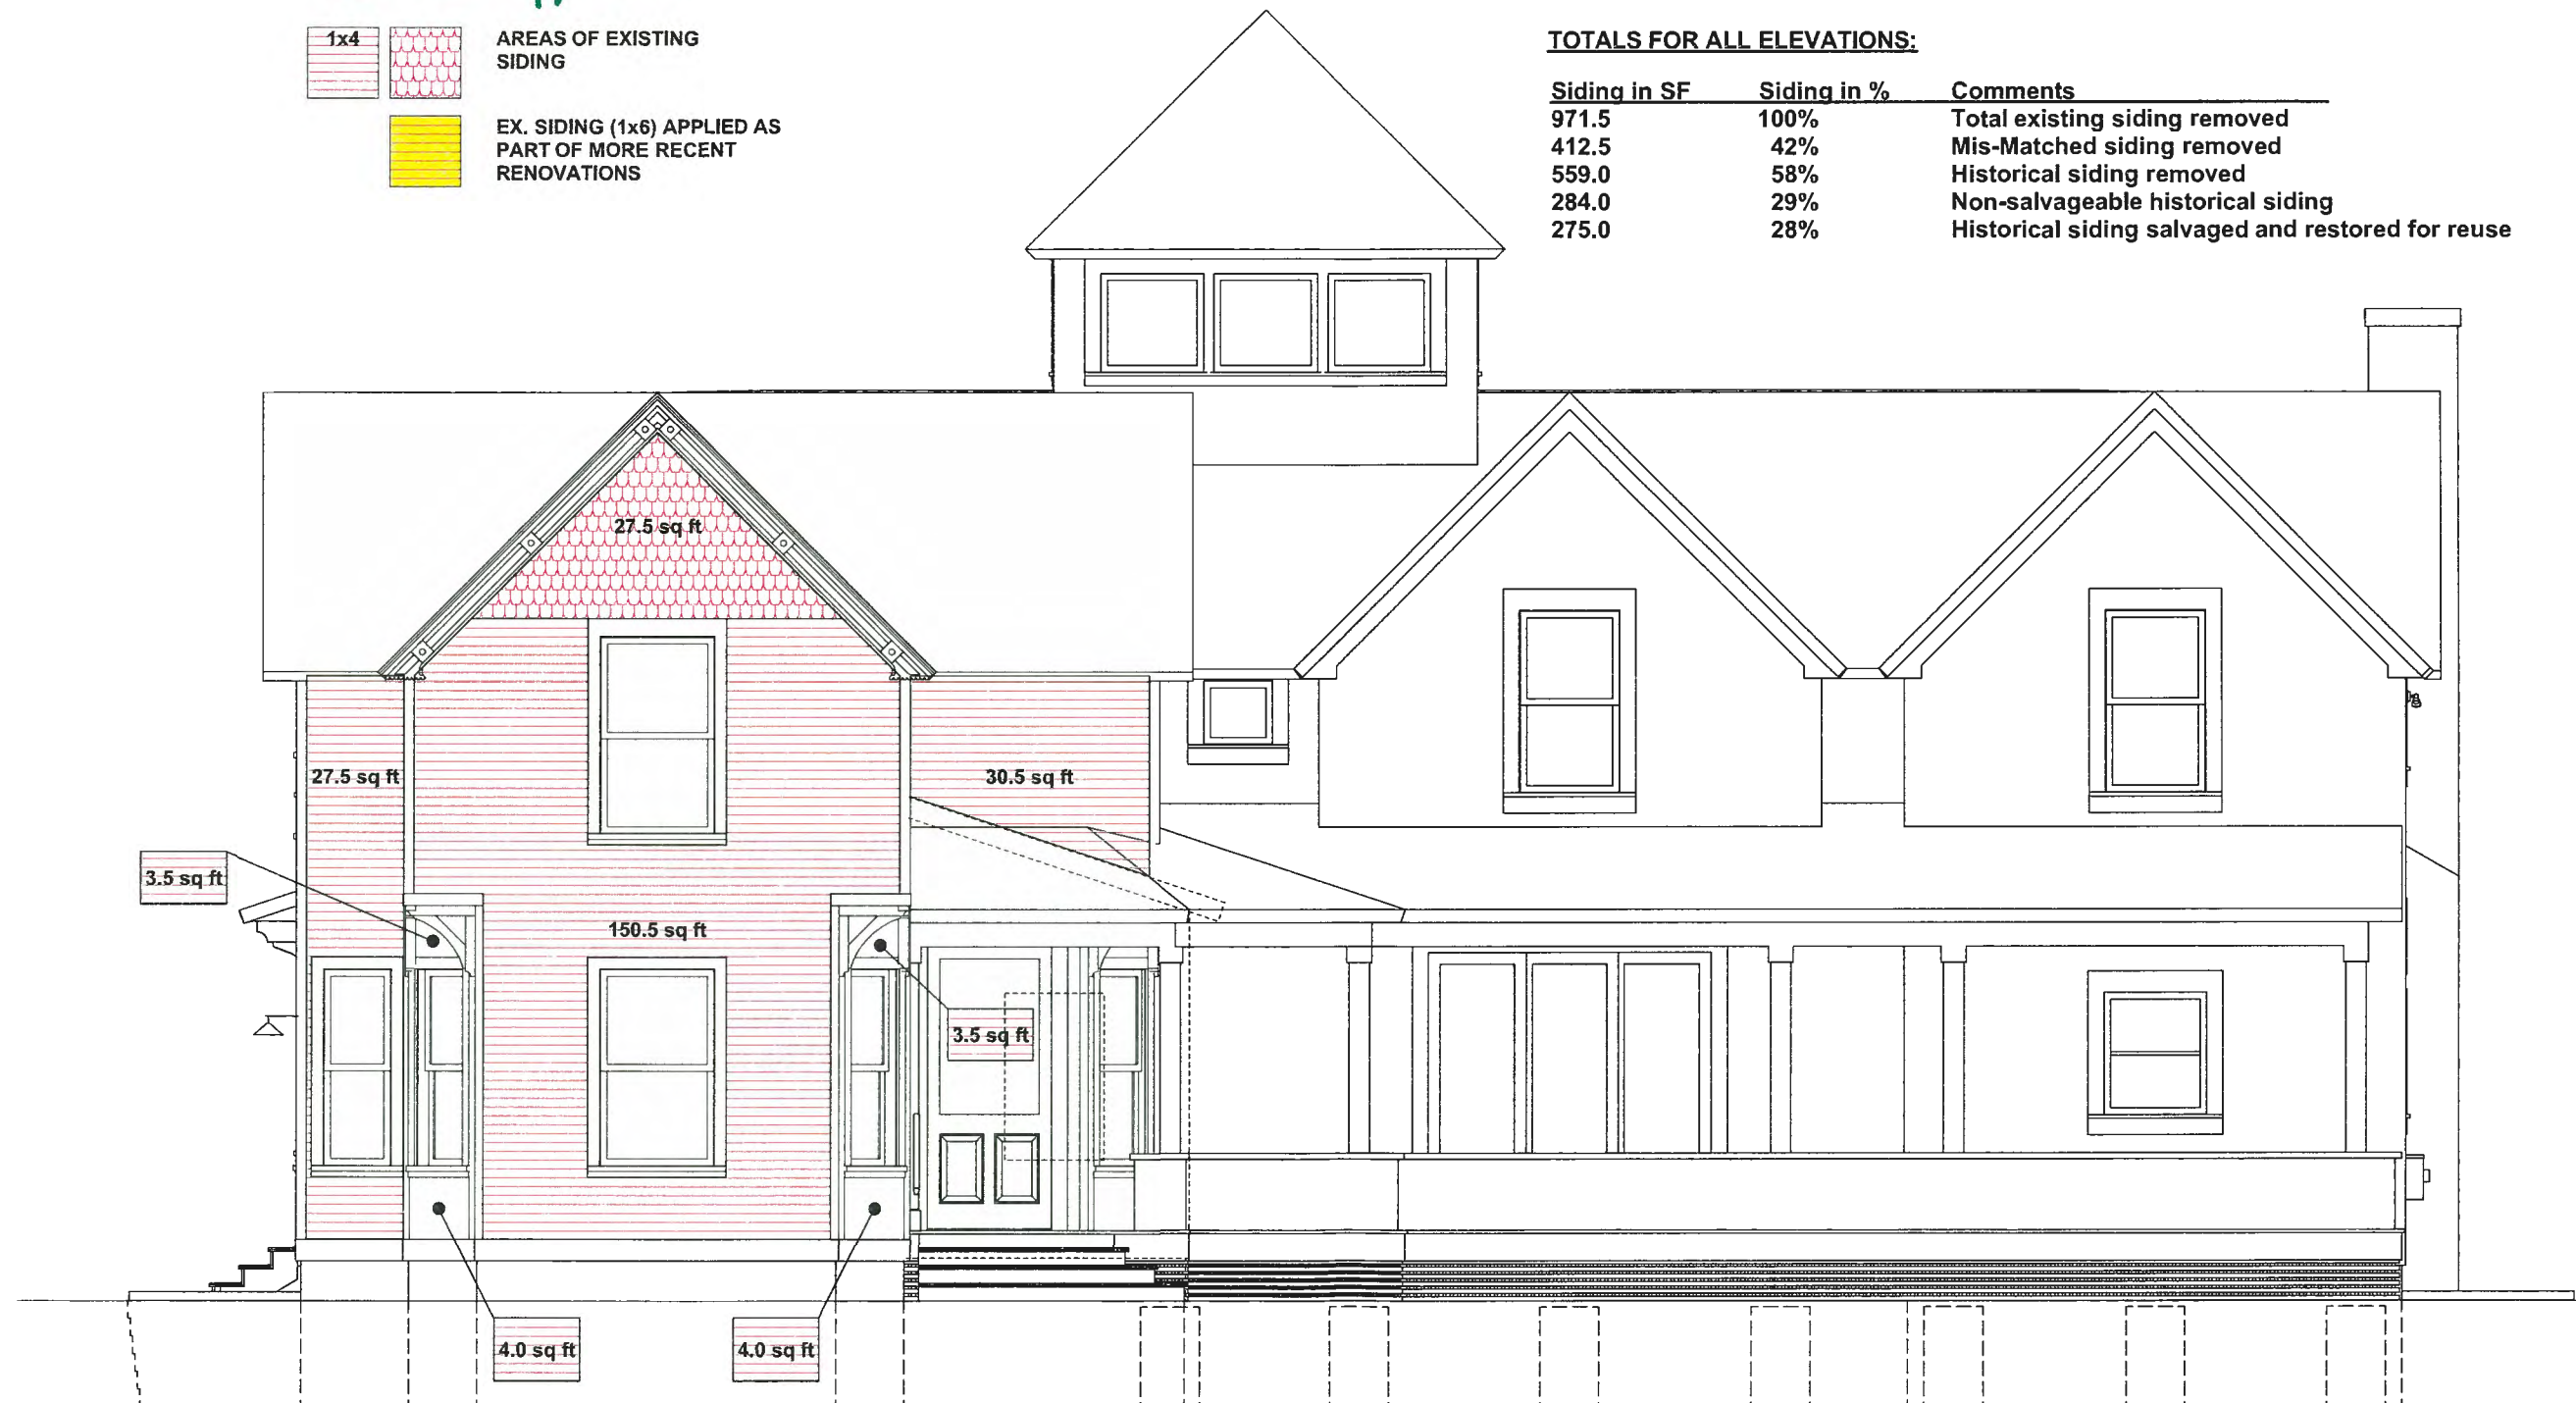 1x4
AREAS OF EXISTING
SIDING
EX. SIDING (1x6) APPLIED AS
PART OF MORE RECENT
RENOVATIONS
TOTALS FOR ALL ELEVATIONS:
Siding in SF Siding in % Comments
971.5 100% Total existing siding removed
412.5 42% Mis-Matched siding removed
559.0 58% Historical siding removed
284.0 29% Non-salvageable historical siding
275.0 28% Historical siding salvaged and restored for reuse
27.5 sq ft
27.5 sq ft
30.5 sq ft
3.5 sq ft
150.5 sq ft
3.5 sq ft
4.0 sq ft
4.0 sq ft